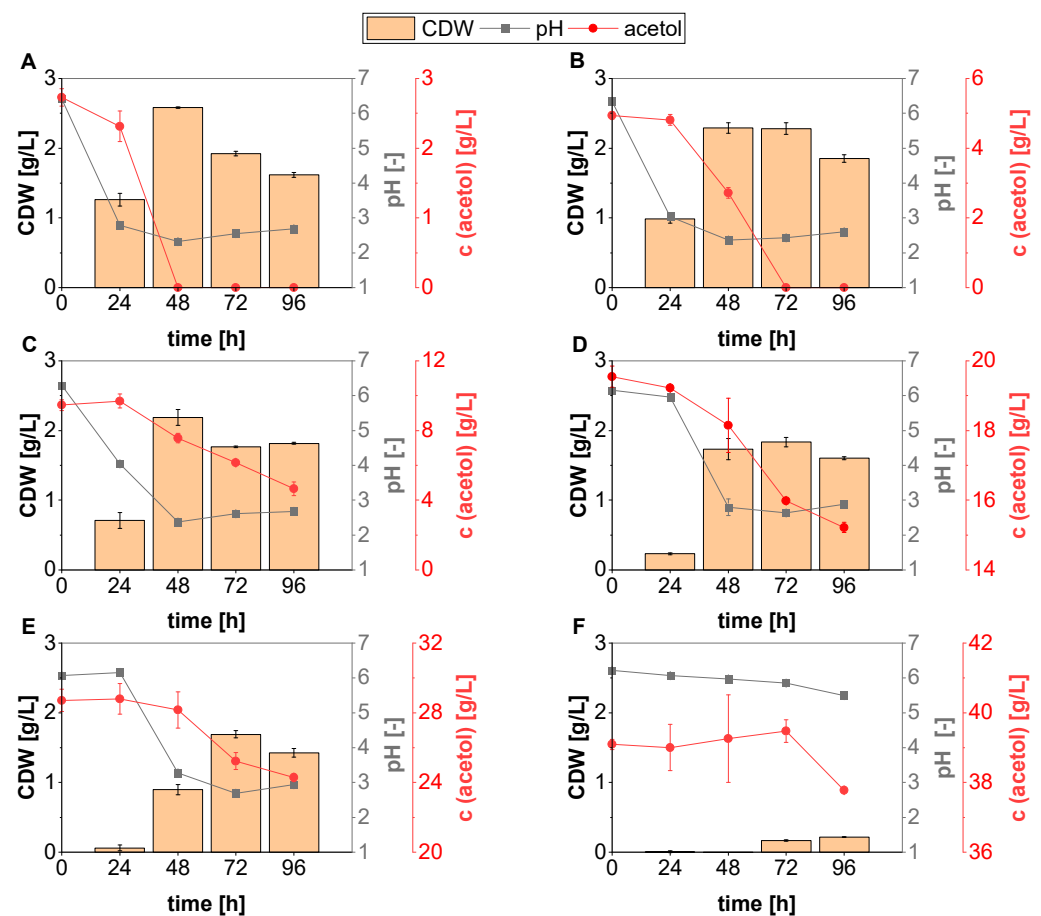 CDW pH acetol
A B
3 7 3 3 7 6
6 6
2 5 2 2 5 4
4 4
1 3 1 1 3 2
2 2
0 1 0 0 1 0
CDW [g/L] pH [-] c (acetol) [g/L] CDW [g/L] pH [-] c (acetol) [g/L]
0 24 48 72 96 0 24 48 72 96
time [h] time [h]
C D
3 7 12 3 7 20
6 6
2 5 8 2 5 18
4 4
1 3 4 1 3 16
2 2
0 1 0 0 1 14
CDW [g/L] pH [-] c (acetol) [g/L] CDW [g/L] pH [-] c (acetol) [g/L]
0 24 48 72 96 0 24 48 72 96
time [h] time [h]
E F
3 7 32 3 7 42
6 6
2 5 28 2 5 40
4 4
1 3 24 1 3 38
2 2
0 1 20 0 1 36
CDW [g/L] pH [-] c (acetol) [g/L] CDW [g/L] pH [-] c (acetol) [g/L]
0 24 48 72 96 0 24 48 72 96
time [h] time [h]